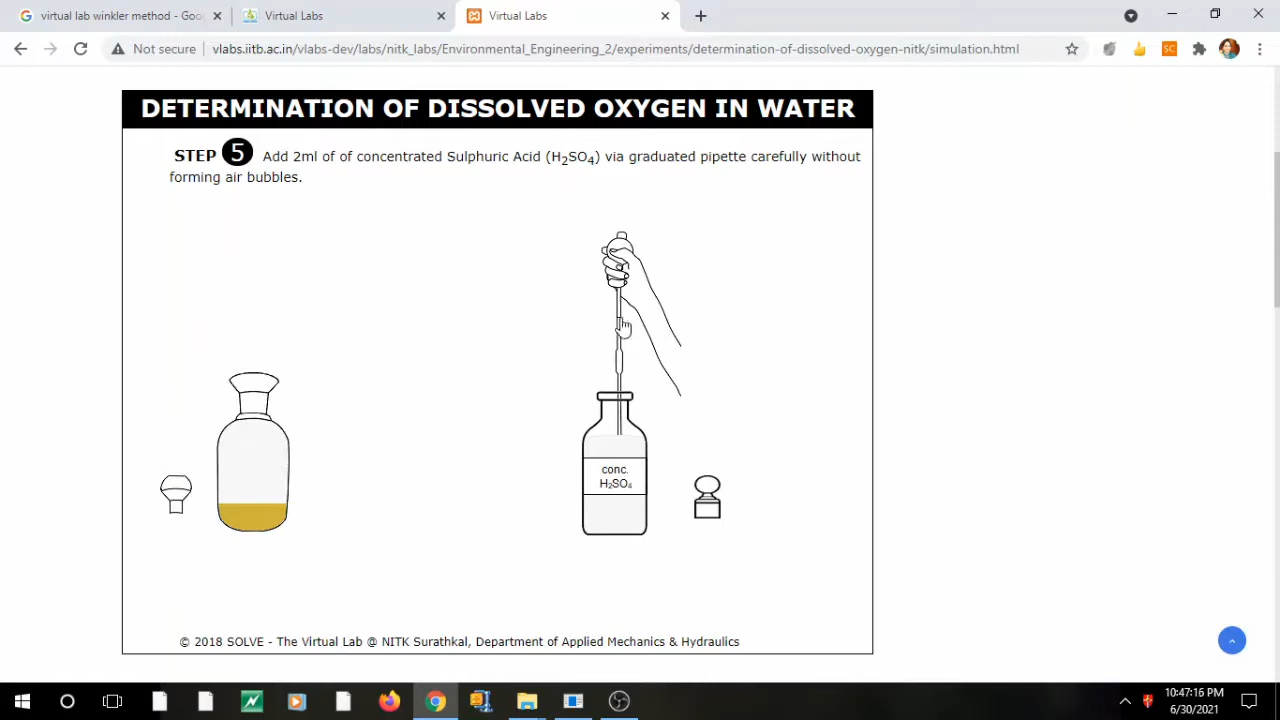 virtual lab winkler method - Goo
Virtual Labs
Virtual Labs
Not secure
vlabs.iitb.ac.in/vlabs-dev/labs/nitk_labs/Environmental_Engineering_2/experiments/determination-of-dissolved-oxygen-nitk/simulation.html
SC
DETERMINATION OF DISSOLVED OXYGEN IN WATER
STEP 5 Add 2ml of of concentrated Sulphuric Acid (H₂SO₄) via graduated pipette carefully without
forming air bubbles.
conc.
H₂SO₄
© 2018 SOLVE - The Virtual Lab @ NITK Surathkal, Department of Applied Mechanics & Hydraulics
10:47:16 PM
6/30/2021